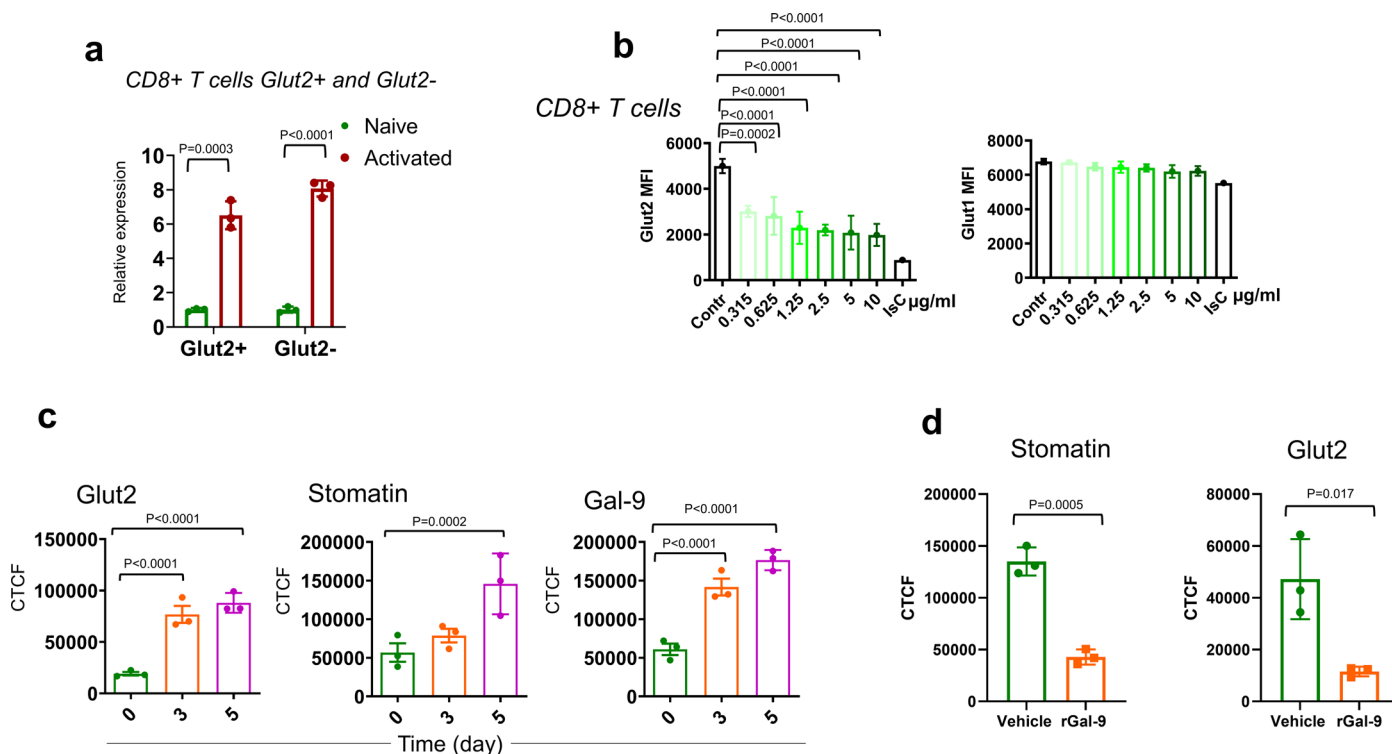 a
CD8+ T cells Glut2+ and Glut2-
Naive
Activated
P=0.0003
P<0.0001
Relative expression
10
8
6
4
2
0
Glut2+ Glut2-
b
CD8+ T cells
P<0.0001
P<0.0001
P<0.0001
P<0.0001
P<0.0001
P=0.0002
Glut2 MFI
6000
4000
2000
0
Contr 0.315 0.625 1.25 2.5 5 10 IsC µg/ml
Glut1 MFI
8000
6000
4000
2000
0
Contr 0.315 0.625 1.25 2.5 5 10 IsC µg/ml
c
Glut2
P<0.0001
P<0.0001
CTCF
150000
100000
50000
0
0 3 5
Stomatin
P=0.0002
CTCF
200000
150000
100000
50000
0
0 3 5
Gal-9
P<0.0001
P<0.0001
CTCF
200000
150000
100000
50000
0
0 3 5
Time (day)
d
Stomatin
P=0.0005
CTCF
200000
150000
100000
50000
0
Vehicle rGal-9
Glut2
P=0.017
CTCF
80000
60000
40000
20000
0
Vehicle rGal-9